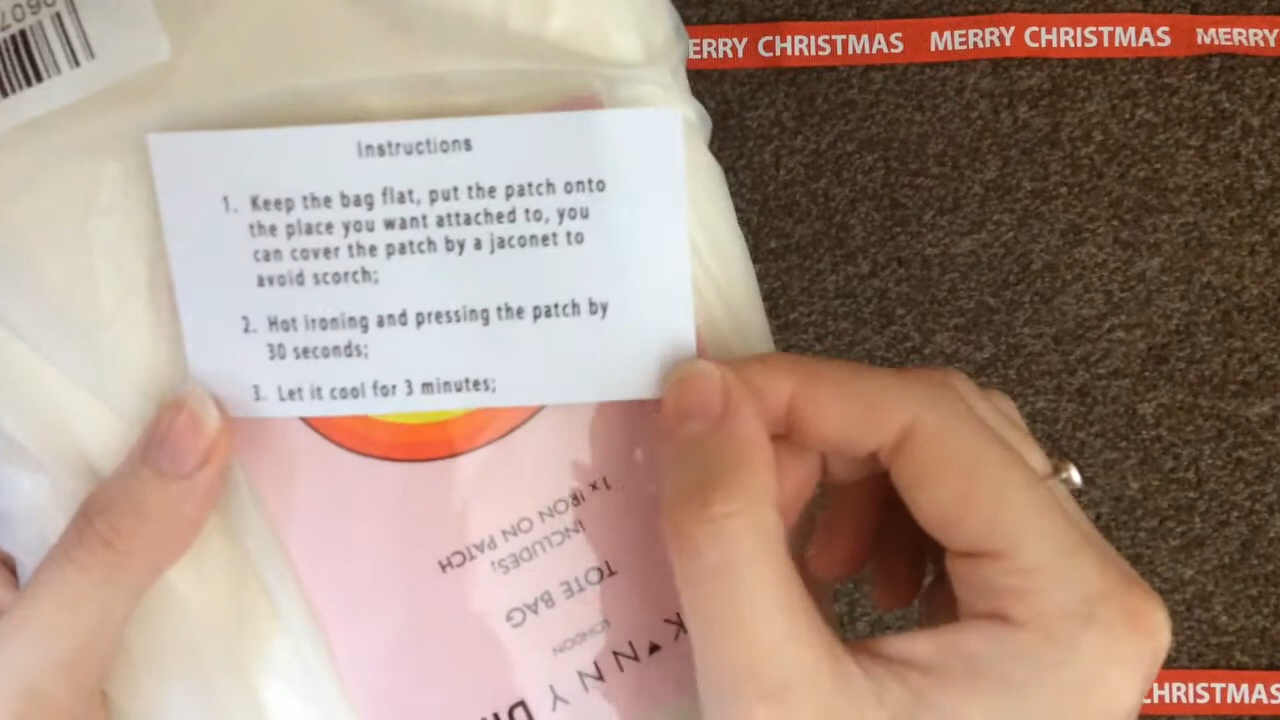 ERRY CHRISTMAS MERRY CHRISTMAS MERRY
Instructions
1. Keep the bag flat, put the patch onto
the place you want attached to, you
can cover the patch by a jaconet to
avoid scorch;
2. Hot ironing and pressing the patch by
30 seconds;
3. Let it cool for 3 minutes;
1x IRON ON PATCH
INCLUDES;
TOTE BAG
LONDON
CHRISTMAS